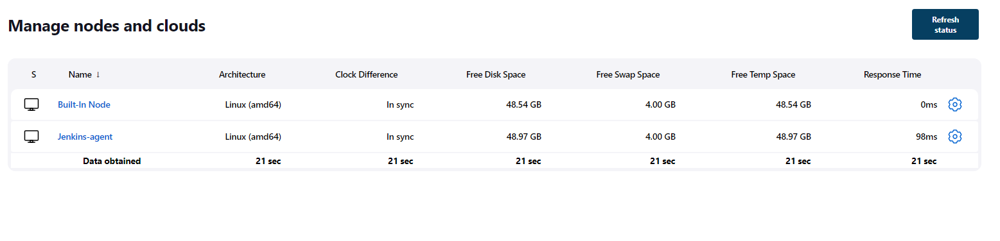 Manage nodes and clouds
Refresh
status
S Name ↓ Architecture Clock Difference Free Disk Space Free Swap Space Free Temp Space Response Time
Built-In Node Linux (amd64) In sync 48.54 GB 4.00 GB 48.54 GB 0ms
Jenkins-agent Linux (amd64) In sync 48.97 GB 4.00 GB 48.97 GB 98ms
Data obtained 21 sec 21 sec 21 sec 21 sec 21 sec 21 sec